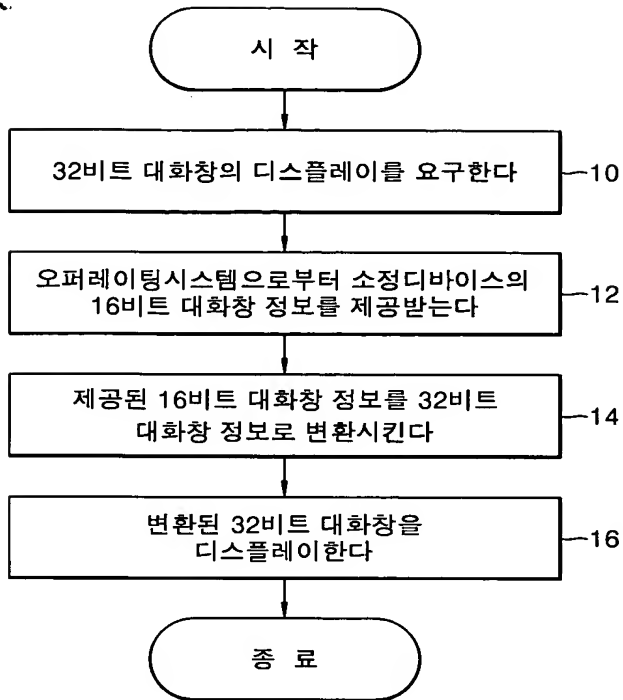 시 작
32비트 대화창의 디스플레이를 요구한다
10
오퍼레이팅시스템으로부터 소정디바이스의
16비트 대화창 정보를 제공받는다
12
제공된 16비트 대화창 정보를 32비트
대화창 정보로 변환시킨다
14
변환된 32비트 대화창을
디스플레이한다
16
종 료